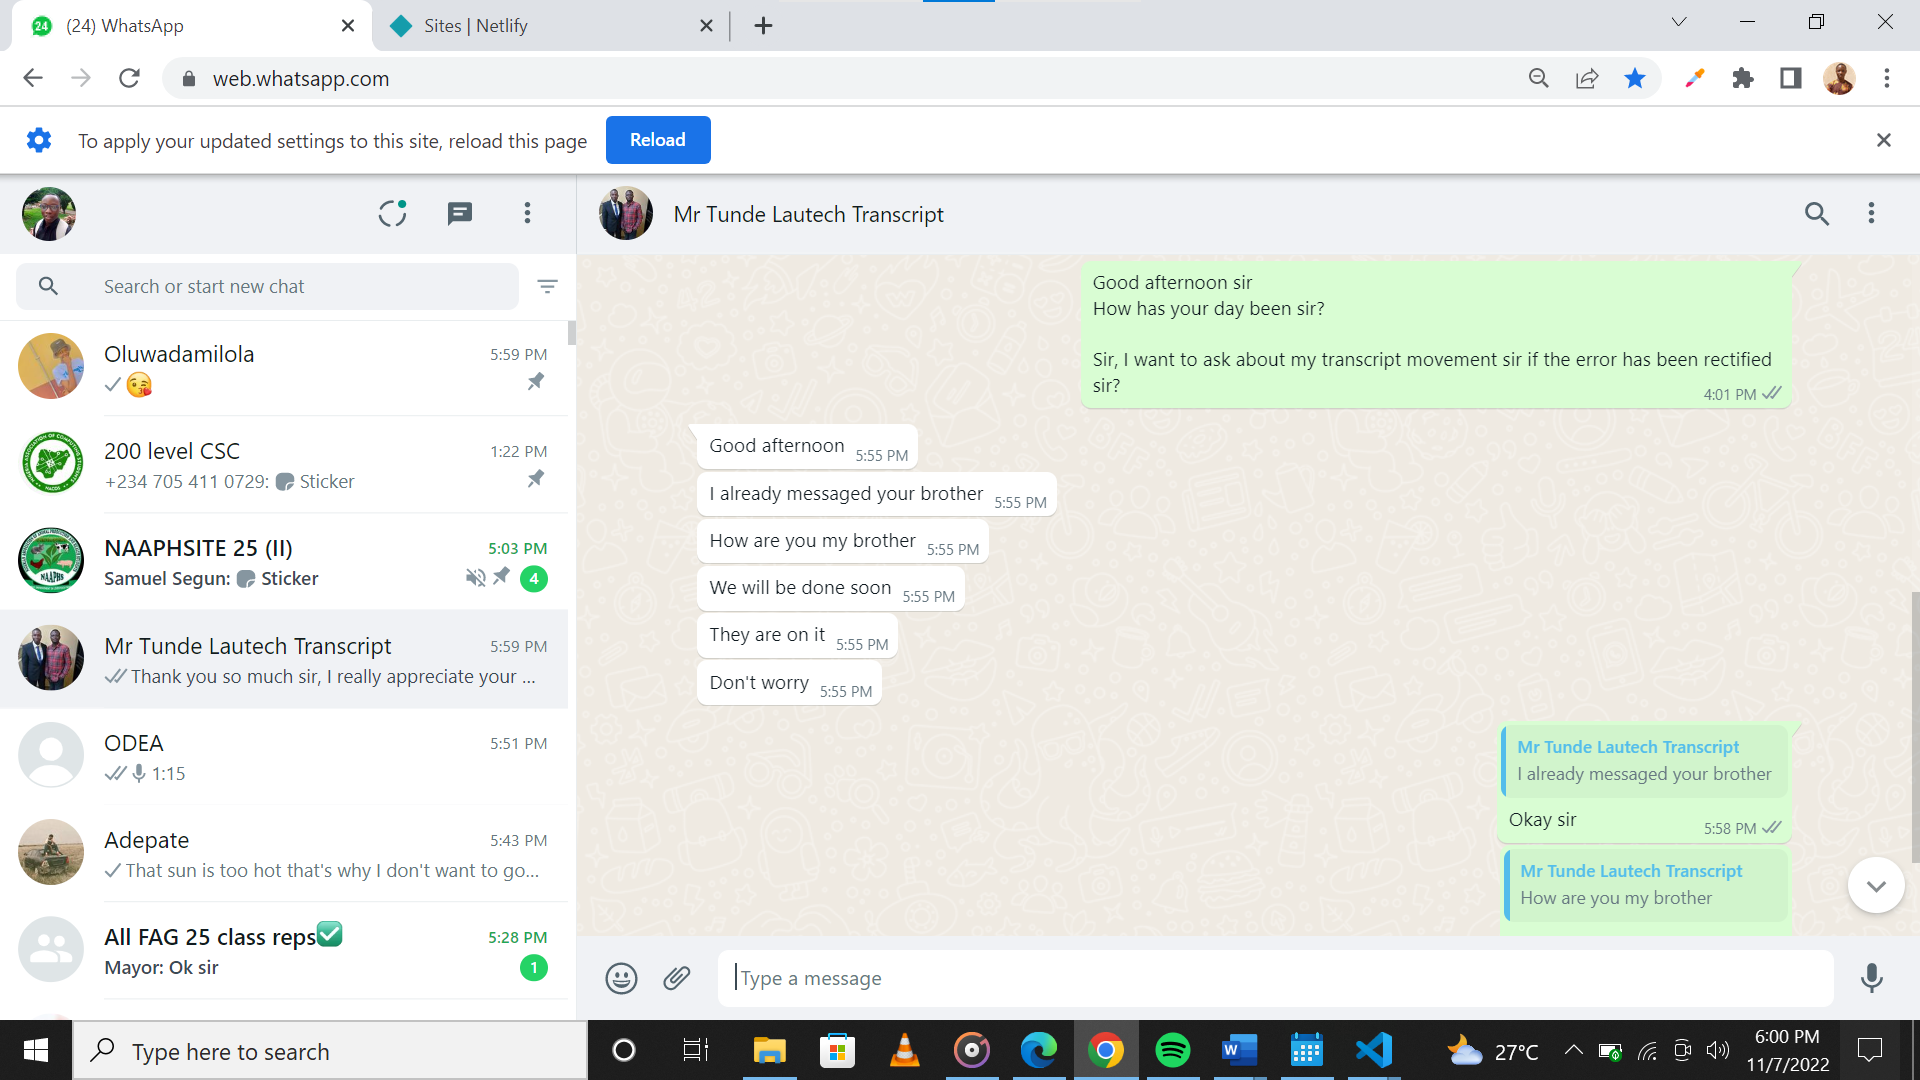 24
(24) WhatsApp
Sites | Netlify
web.whatsapp.com
To apply your updated settings to this site, reload this page
Reload
Mr Tunde Lautech Transcript
Search or start new chat
Oluwadamilola
5:59 PM
😘
200 level CSC
1:22 PM
+234 705 411 0729: Sticker
NAAPHSITE 25 (II)
5:03 PM
Samuel Segun: Sticker
4
Mr Tunde Lautech Transcript
5:59 PM
Thank you so much sir, I really appreciate your ...
ODEA
5:51 PM
1:15
Adepate
5:43 PM
That sun is too hot that's why I don't want to go...
All FAG 25 class reps✅
5:28 PM
Mayor: Ok sir
1
Good afternoon sir
How has your day been sir?
Sir, I want to ask about my transcript movement sir if the error has been rectified
sir?
4:01 PM
Good afternoon 5:55 PM
I already messaged your brother 5:55 PM
How are you my brother 5:55 PM
We will be done soon 5:55 PM
They are on it 5:55 PM
Don't worry 5:55 PM
Mr Tunde Lautech Transcript
I already messaged your brother
Okay sir
5:58 PM
Mr Tunde Lautech Transcript
How are you my brother
Type a message
Type here to search
W
27°C
6:00 PM
11/7/2022